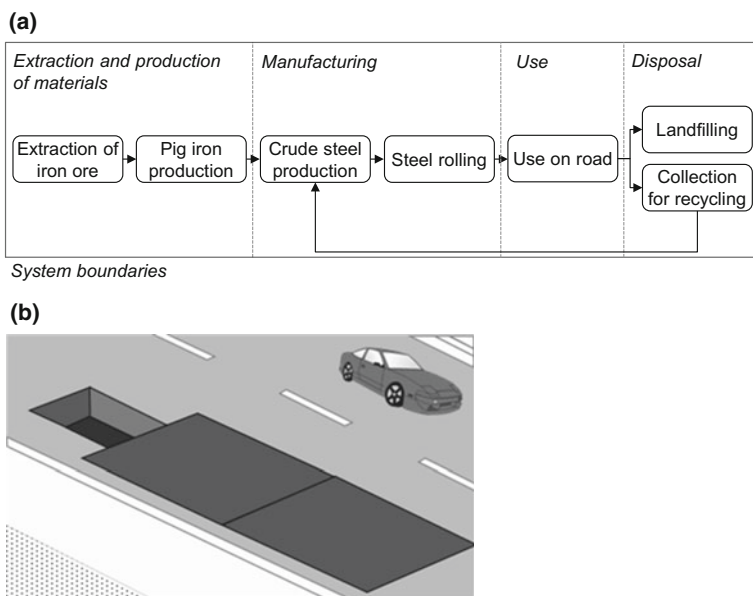 (a)
Extraction and production
of materials
Manufacturing
Use
Disposal
Extraction of
iron ore
Pig iron
production
Crude steel
production
Steel rolling
Use on road
Landfilling
Collection
for recycling
System boundaries
(b)